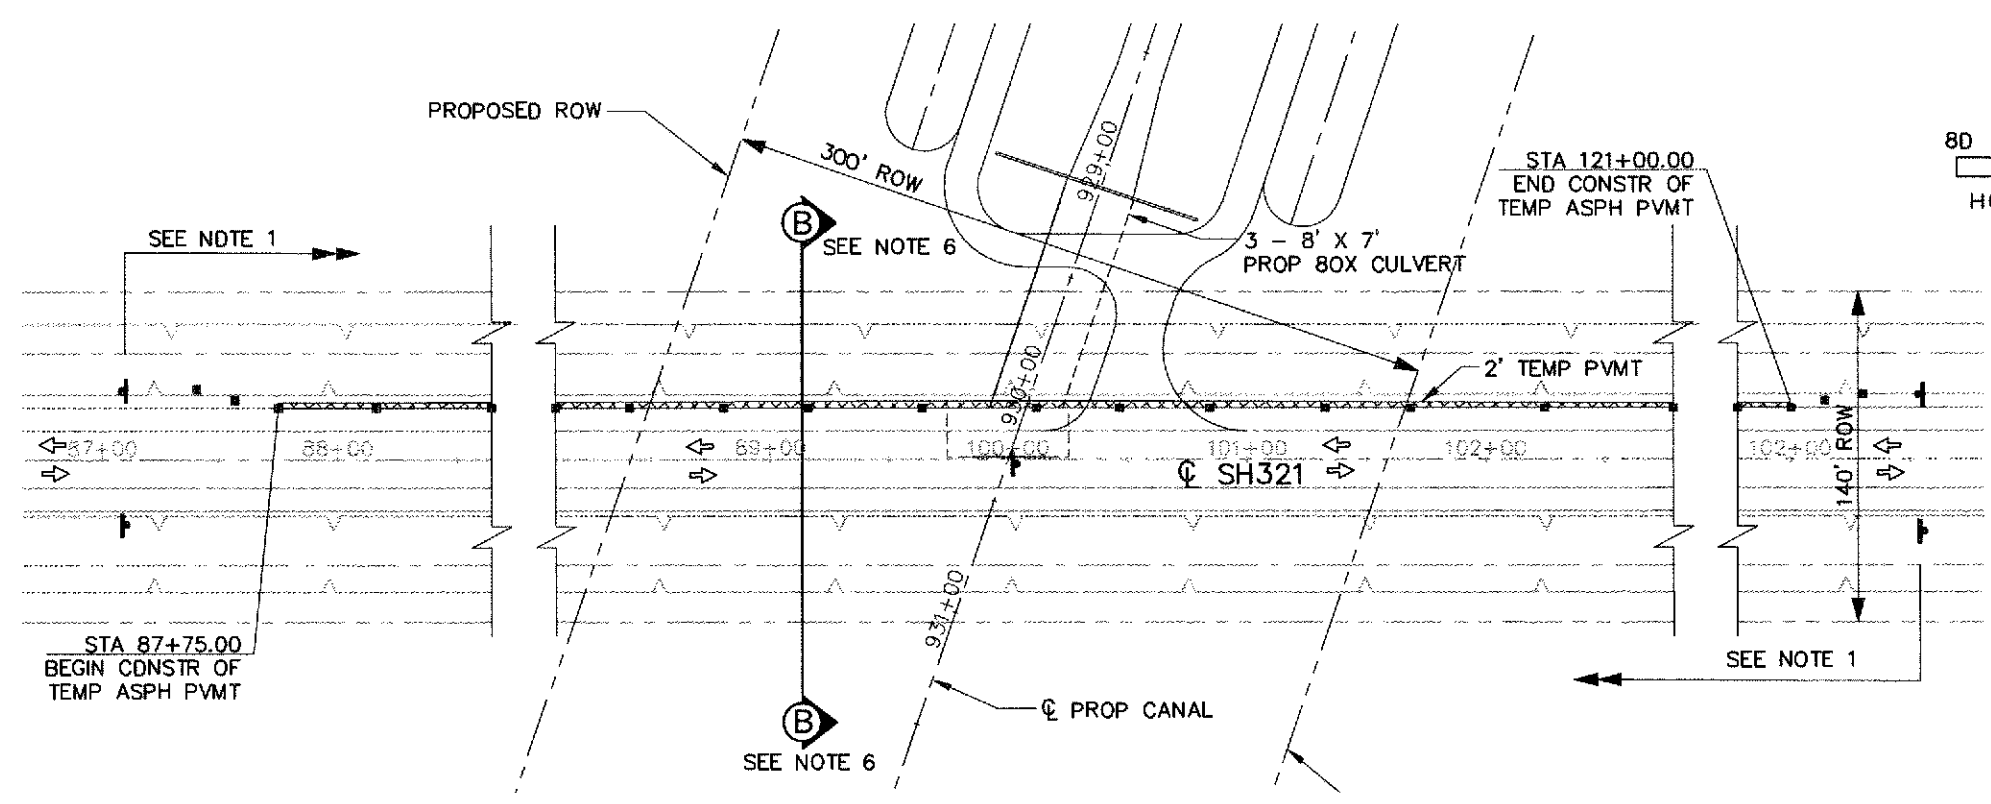 PROPOSED ROW
300' ROW
929+00
8D
STA 121+00.00
END CONSTR OF
TEMP ASPH PVMT
SEE NOTE 1
B
SEE NOTE 6
3 - 8' X 7'
PROP BOX CULVERT
2' TEMP PVMT
930+00
87+00
88+00
89+00
100+00
101+00
102+00
102+00
℄ SH321
140' ROW
931+00
STA 87+75.00
BEGIN CONSTR OF
TEMP ASPH PVMT
SEE NOTE 1
℄ PROP CANAL
B
SEE NOTE 6